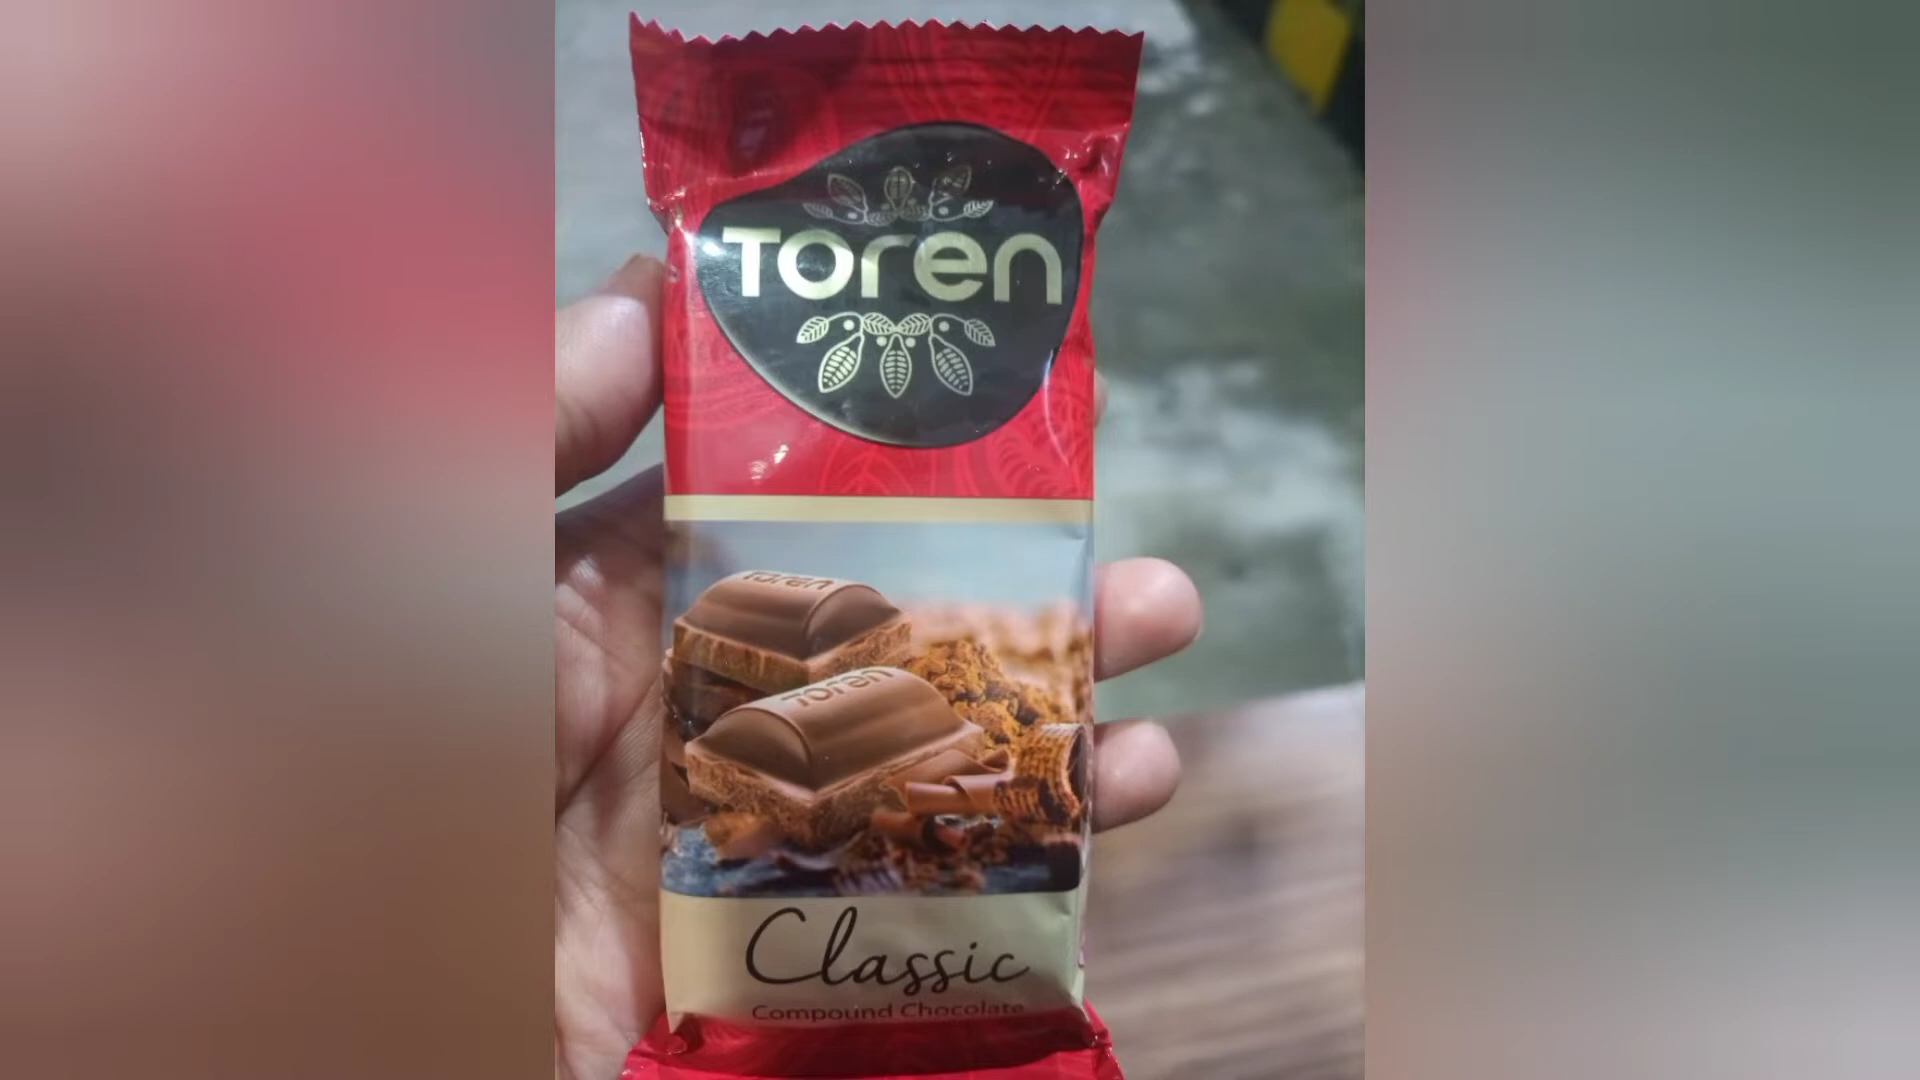 Toren
Toren
Toren
Classic
Compound Chocolate